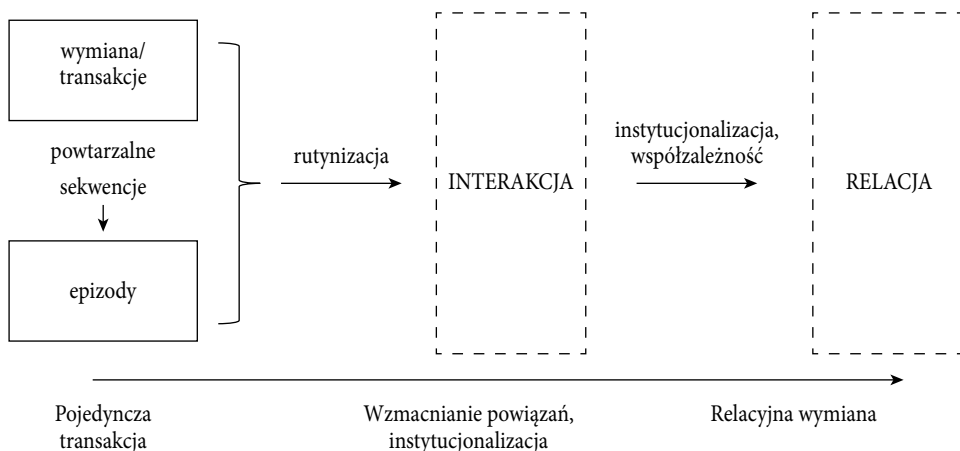 wymiana/
transakcje
powtarzalne
sekwencje
epizody
rutynizacja
INTERAKCJA
instytucjonalizacja,
współzależność
RELACJA
Pojedyncza
transakcja
Wzmacnianie powiązań,
instytucjonalizacja
Relacyjna wymiana